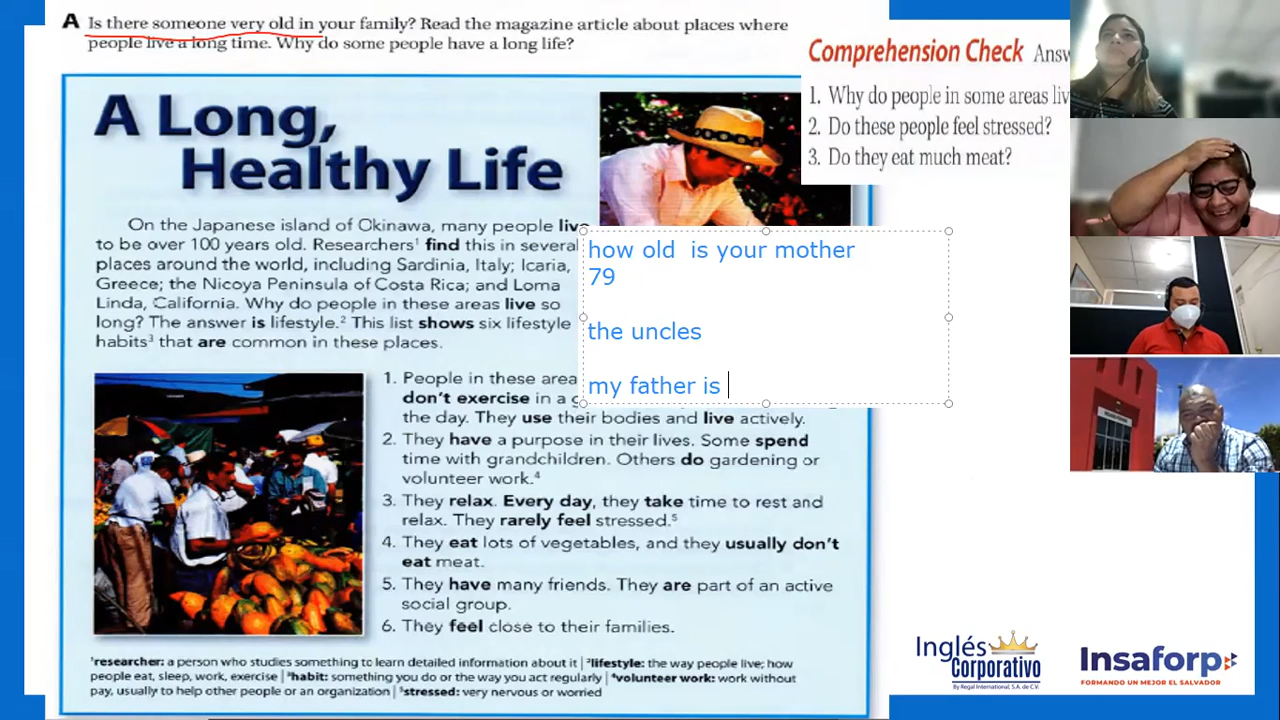 A Is there someone very old in your family? Read the magazine article about places where
people live a long time. Why do some people have a long life?
Comprehension Check Answ
1. Why do people in some areas liv
2. Do these people feel stressed?
3. Do they eat much meat?
A Long,
Healthy Life
On the Japanese island of Okinawa, many people live
to be over 100 years old. Researchers¹ find this in several
places around the world, including Sardinia, Italy; Icaria,
Greece; the Nicoya Peninsula of Costa Rica; and Loma
Linda, California. Why do people in these areas live so
long? The answer is lifestyle.² This list shows six lifestyle
habits³ that are common in these places.
how old is your mother
79
the uncles
my father is
1. People in these area
don't exercise in a g
the day. They use their bodies and live actively.
2. They have a purpose in their lives. Some spend
time with grandchildren. Others do gardening or
volunteer work.⁴
3. They relax. Every day, they take time to rest and
relax. They rarely feel stressed.⁵
4. They eat lots of vegetables, and they usually don't
eat meat.
5. They have many friends. They are part of an active
social group.
6. They feel close to their families.
¹researcher: a person who studies something to learn detailed information about it | ²lifestyle: the way people live; how
people eat, sleep, work, exercise | ³habit: something you do or the way you act regularly | ⁴volunteer work: work without
pay, usually to help other people or an organization | ⁵stressed: very nervous or worried
Inglés
Corporativo
By Regal International, S.A. de C.V.
Insaforp
FORMANDO UN MEJOR EL SALVADOR